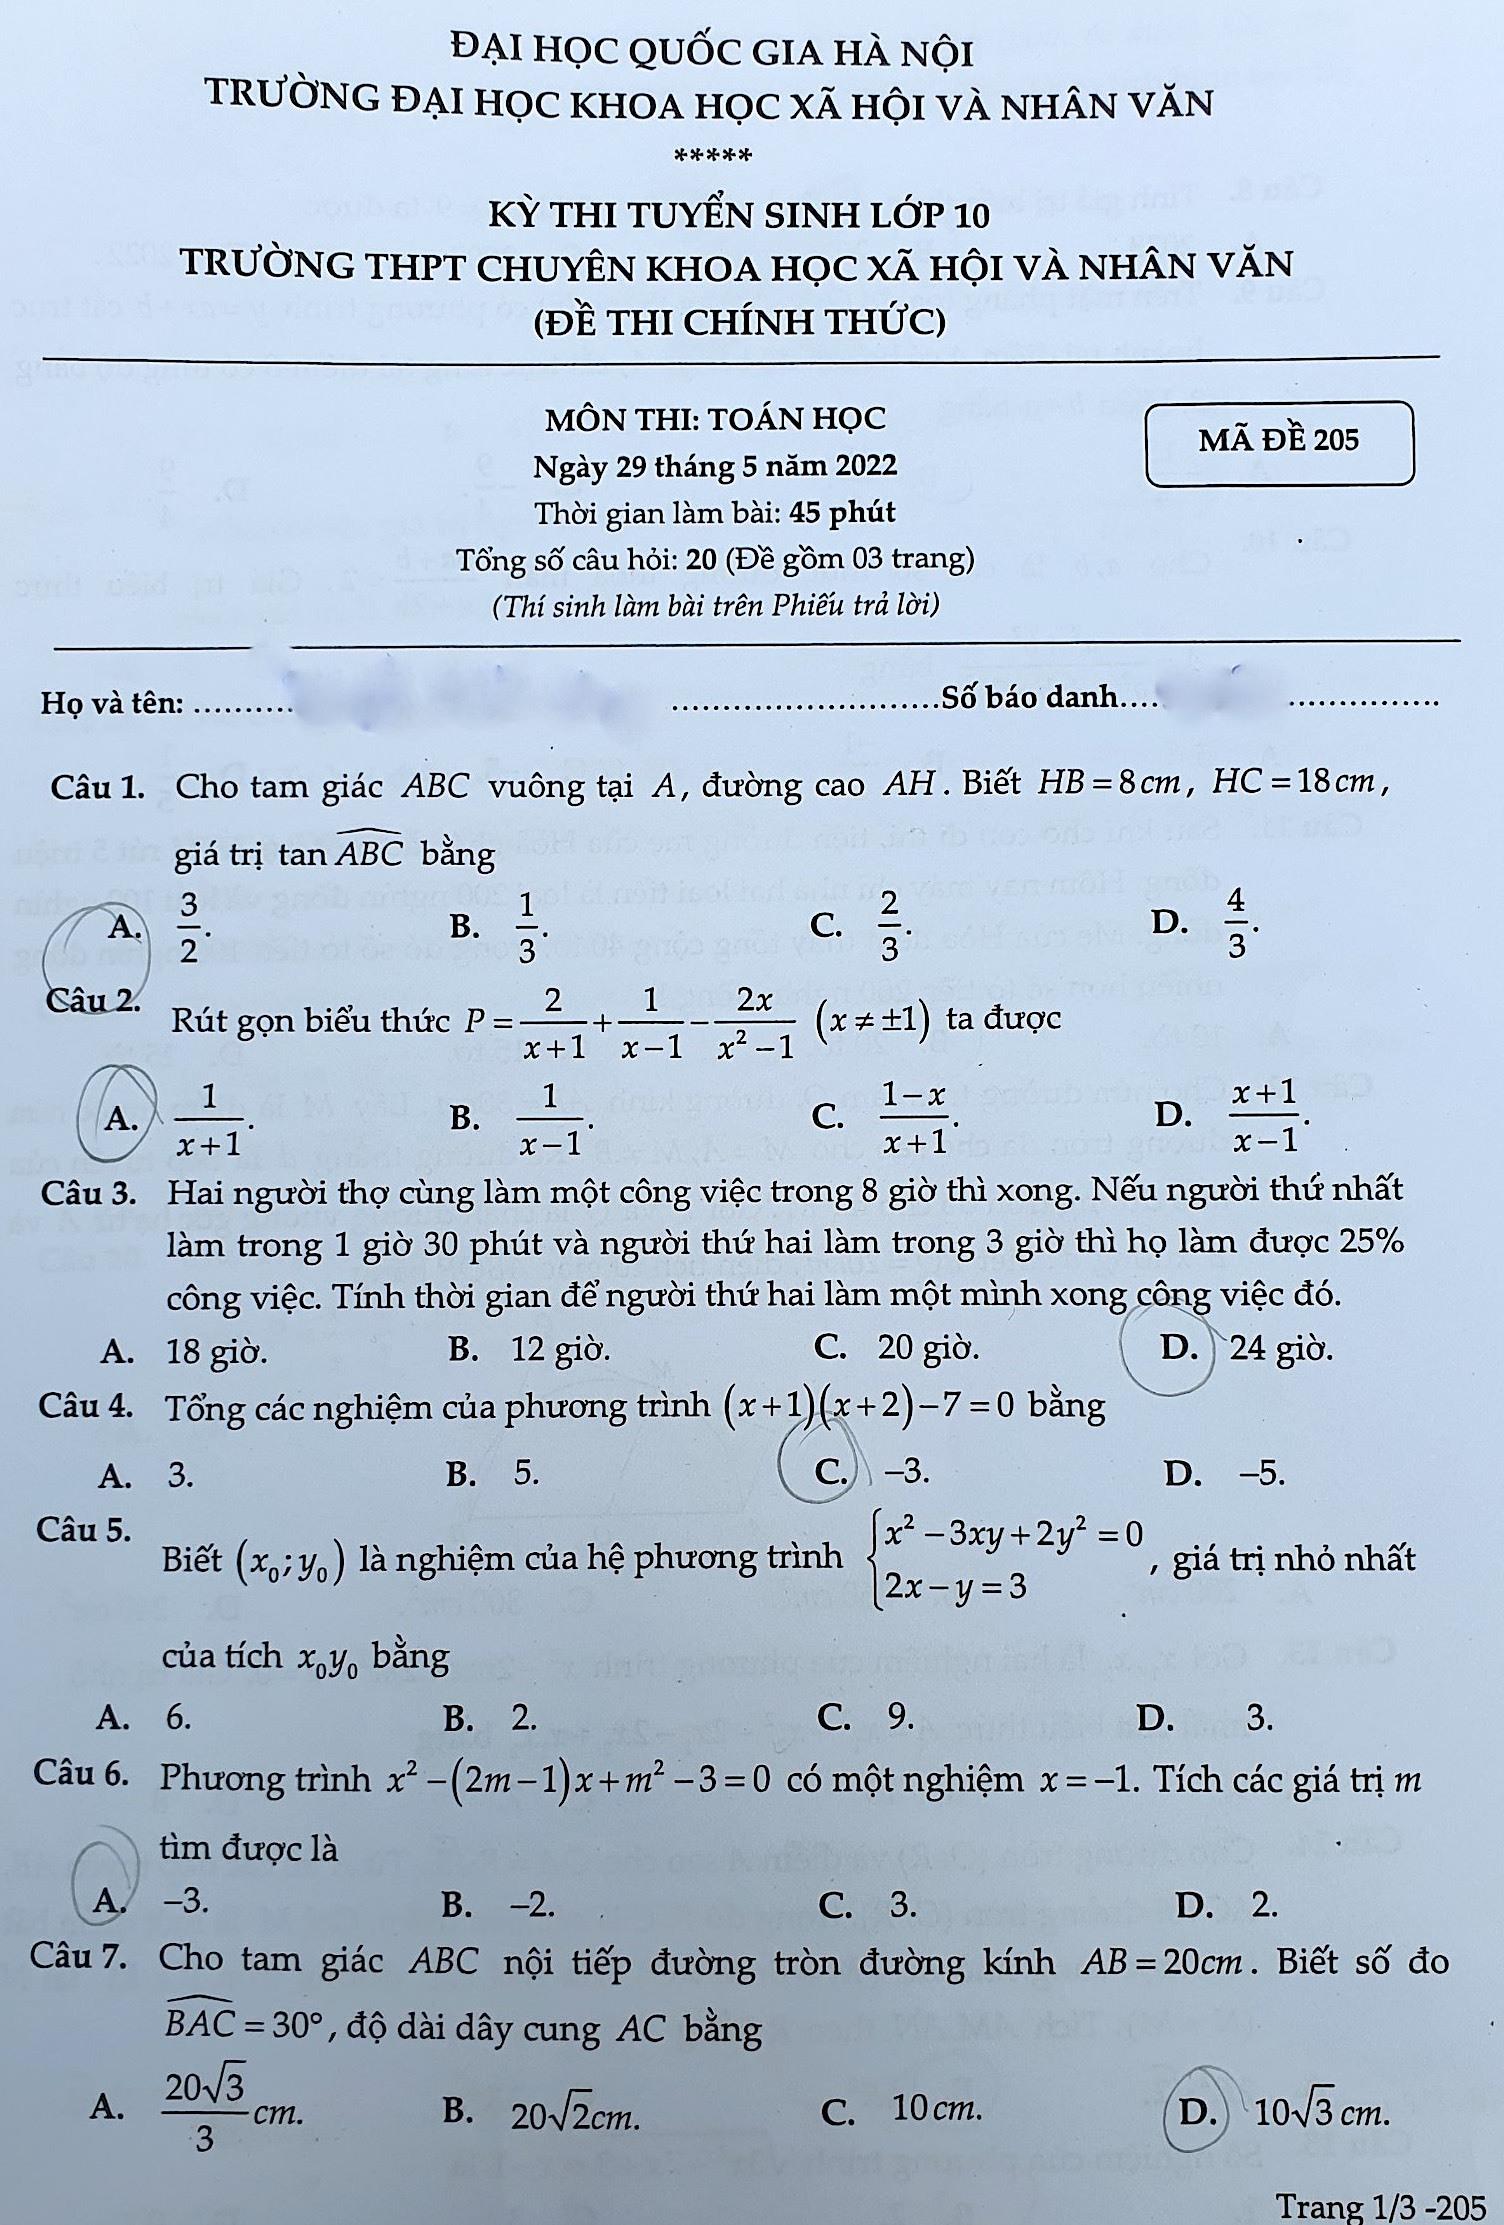 ĐẠI HỌC QUỐC GIA HÀ NỘI
TRƯỜNG ĐẠI HỌC KHOA HỌC XÃ HỘI VÀ NHÂN VĂN
*****
KỲ THI TUYỂN SINH LỚP 10
TRƯỜNG THPT CHUYÊN KHOA HỌC XÃ HỘI VÀ NHÂN VĂN
(ĐỀ THI CHÍNH THỨC)
MÔN THI: TOÁN HỌC
MÃ ĐỀ 205
Ngày 29 tháng 5 năm 2022
Thời gian làm bài: 45 phút
Tổng số câu hỏi: 20 (Đề gồm 03 trang)
(Thí sinh làm bài trên Phiếu trả lời)
Họ và tên: .......... ..........................Số báo danh.... ...............
Câu 1. Cho tam giác ABC vuông tại A, đường cao AH. Biết HB = 8cm, HC = 18cm,
giá trị tan $\widehat{ABC}$ bằng
A. $\frac{3}{2}$. B. $\frac{1}{3}$. C. $\frac{2}{3}$. D. $\frac{4}{3}$.
Câu 2. Rút gọn biểu thức $P = \frac{2}{x+1} + \frac{1}{x-1} - \frac{2x}{x^2-1}$ $(x \neq \pm 1)$ ta được
A. $\frac{1}{x+1}$. B. $\frac{1}{x-1}$. C. $\frac{1-x}{x+1}$. D. $\frac{x+1}{x-1}$.
Câu 3. Hai người thợ cùng làm một công việc trong 8 giờ thì xong. Nếu người thứ nhất
làm trong 1 giờ 30 phút và người thứ hai làm trong 3 giờ thì họ làm được 25%
công việc. Tính thời gian để người thứ hai làm một mình xong công việc đó.
A. 18 giờ. B. 12 giờ. C. 20 giờ. D. 24 giờ.
Câu 4. Tổng các nghiệm của phương trình $(x+1)(x+2)-7=0$ bằng
A. 3. B. 5. C. −3. D. −5.
Câu 5. Biết $(x_0; y_0)$ là nghiệm của hệ phương trình $\begin{cases} x^2-3xy+2y^2=0 \\ 2x-y=3 \end{cases}$, giá trị nhỏ nhất
của tích $x_0y_0$ bằng
A. 6. B. 2. C. 9. D. 3.
Câu 6. Phương trình $x^2-(2m-1)x+m^2-3=0$ có một nghiệm $x=-1$. Tích các giá trị m
tìm được là
A. −3. B. −2. C. 3. D. 2.
Câu 7. Cho tam giác ABC nội tiếp đường tròn đường kính AB = 20cm. Biết số đo
$\widehat{BAC} = 30°$, độ dài dây cung AC bằng
A. $\frac{20\sqrt{3}}{3}$cm. B. $20\sqrt{2}$cm. C. 10cm. D. $10\sqrt{3}$cm.
Trang 1/3 -205